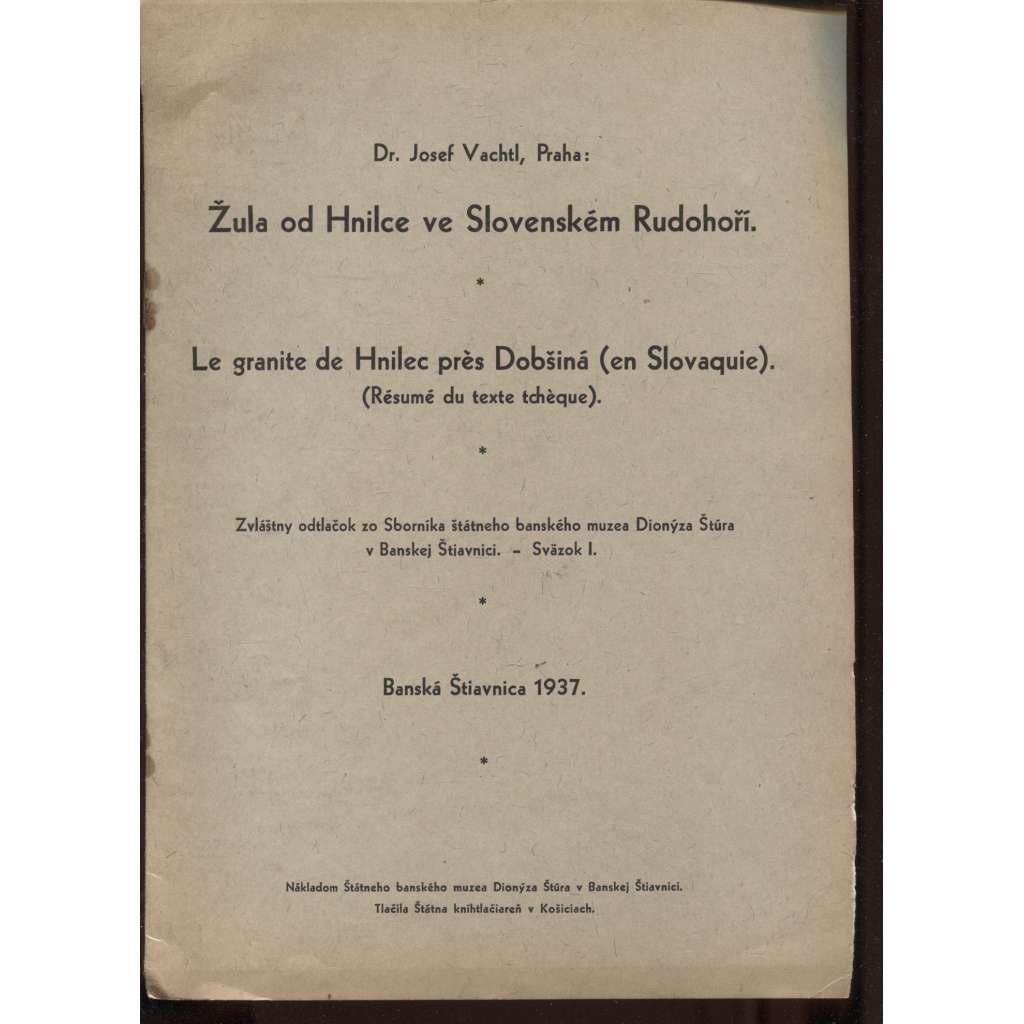 Dr. Josef Vachtl, Praha:
Žula od Hnilce ve Slovenském Rudohoří.
*
Le granite de Hnilec près Dobšiná (en Slovaquie).
(Résumé du texte tchèque).
*
Zvláštny odtlačok zo Sborníka štátneho banského muzea Dionýza Štúra
v Banskej Štiavnici. – Sväzok I.
*
Banská Štiavnica 1937.
*
Nákladom Štátneho banského muzea Dionýza Štúra v Banskej Štiavnici.
Tlačila Štátna knihtlačiareň v Košiciach.